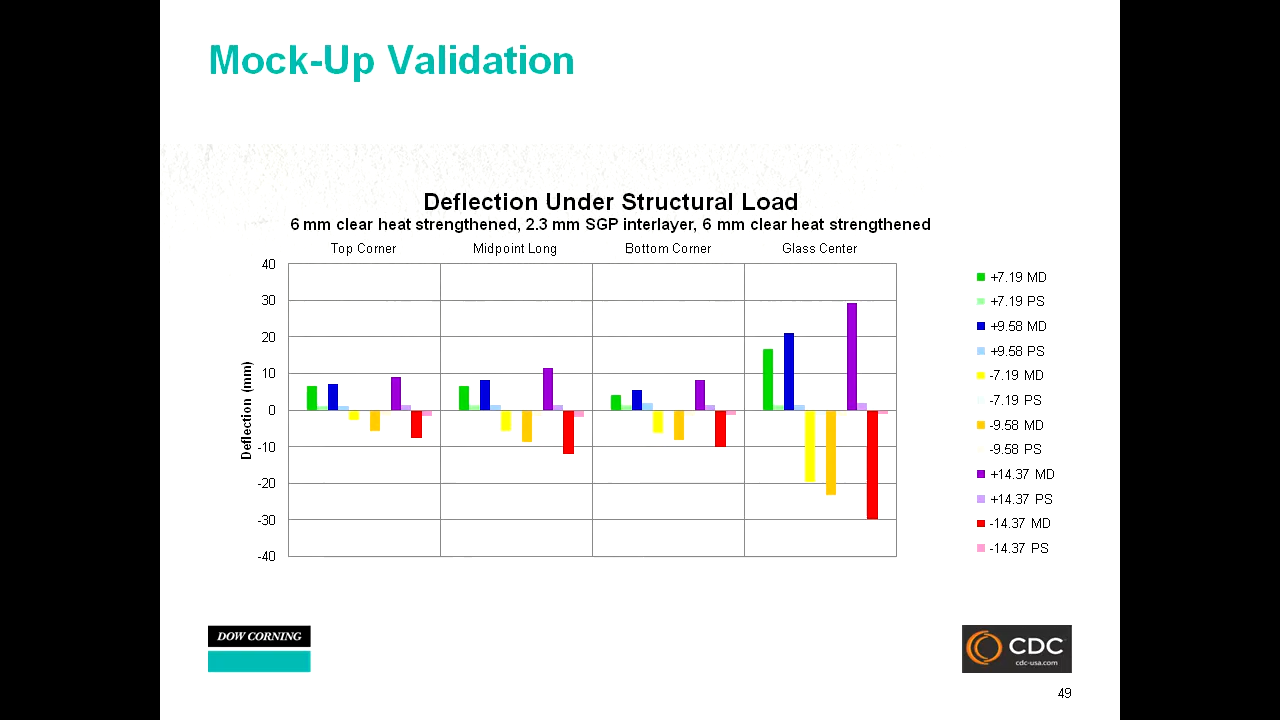 Mock-Up Validation
Deflection Under Structural Load
6 mm clear heat strengthened, 2.3 mm SGP interlayer, 6 mm clear heat strengthened
Top Corner Midpoint Long Bottom Corner Glass Center
40
30
20
10
0
-10
-20
-30
-40
Deflection (mm)
+7.19 MD
+7.19 PS
+9.58 MD
+9.58 PS
-7.19 MD
-7.19 PS
-9.58 MD
-9.58 PS
+14.37 MD
+14.37 PS
-14.37 MD
-14.37 PS
DOW CORNING
CDC
cdc-usa.com
49